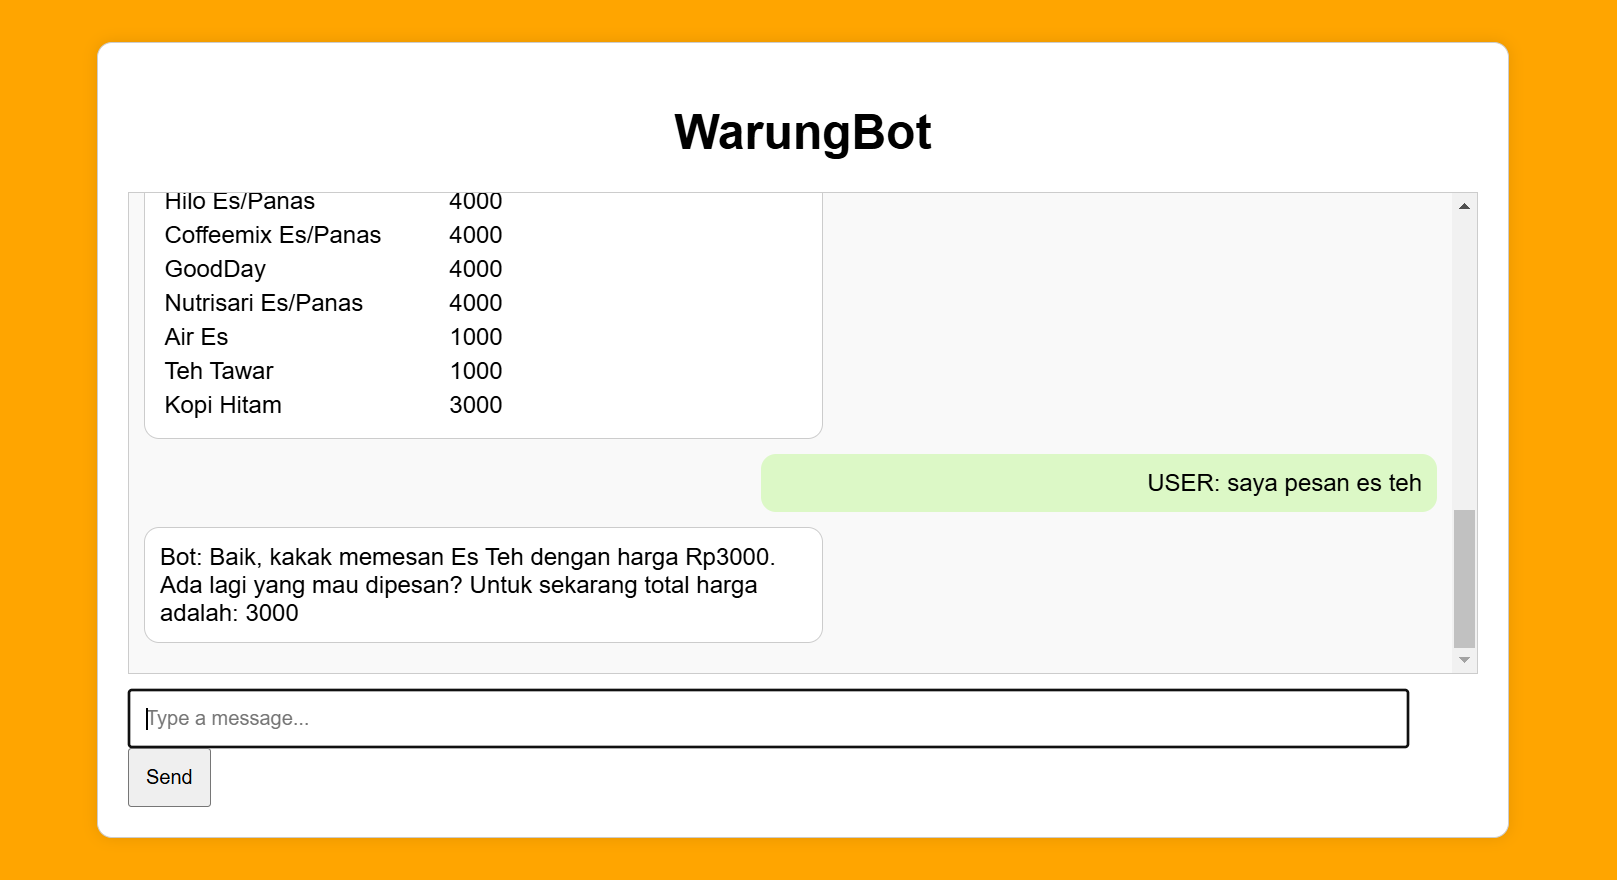 WarungBot
Hilo Es/Panas 4000
Coffeemix Es/Panas 4000
GoodDay 4000
Nutrisari Es/Panas 4000
Air Es 1000
Teh Tawar 1000
Kopi Hitam 3000
USER: saya pesan es teh
Bot: Baik, kakak memesan Es Teh dengan harga Rp3000.
Ada lagi yang mau dipesan? Untuk sekarang total harga
adalah: 3000
Type a message...
Send